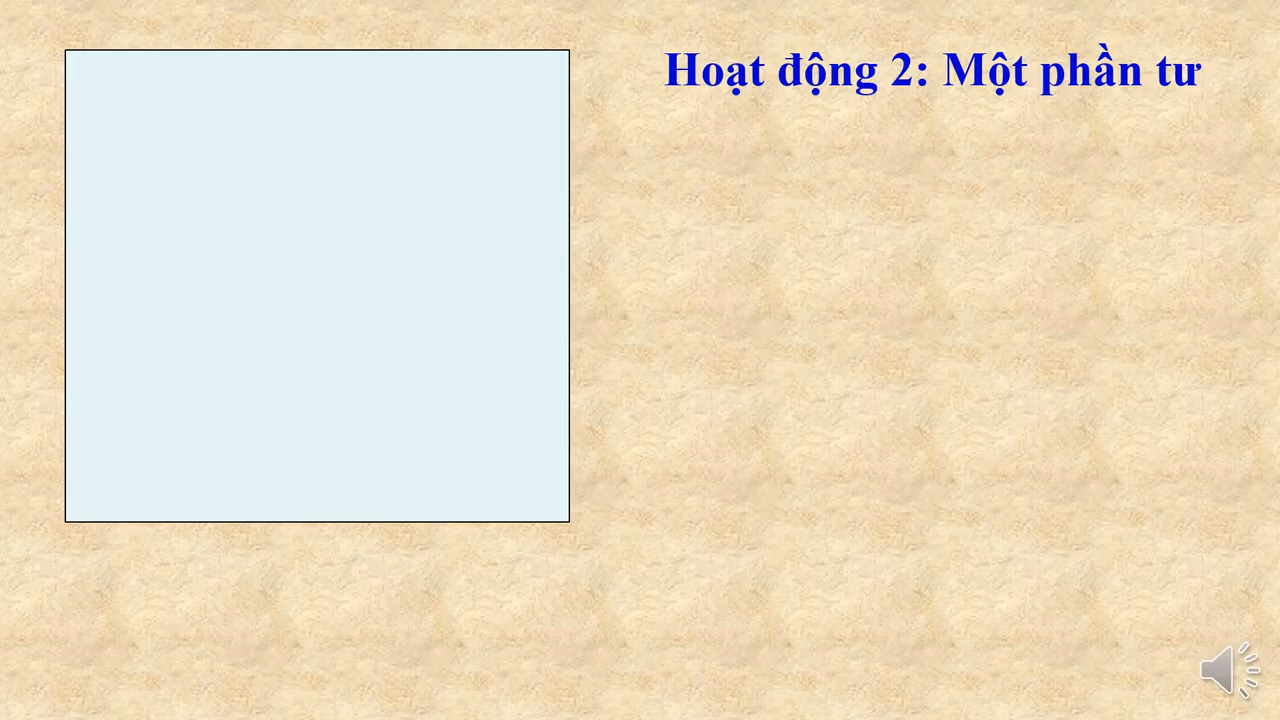 Hoạt động 2: Một phần tư